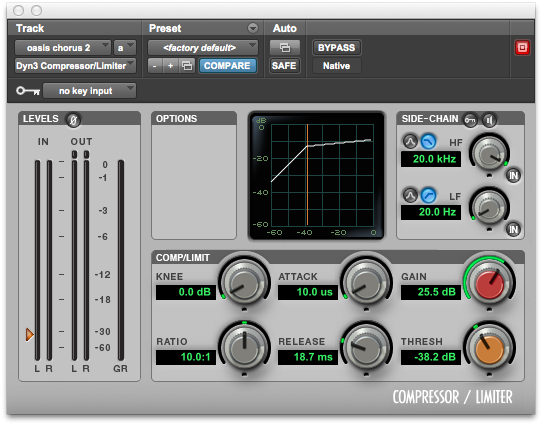 Track Preset Auto
oasis chorus 2 a <factory default>  BYPASS
Dyn3 Compressor/Limiter - + COMPARE SAFE Native
no key input
LEVELS Ø OPTIONS SIDE-CHAIN
IN OUT
dB
0
-20
-40
-60
-60 -40 -20 0
HF
20.0 kHz
IN
LF
20.0 Hz
IN
0
-1
-3
-6
-12
-18
-30
-60
L R L R GR
COMP/LIMIT
KNEE ATTACK GAIN
0.0 dB 10.0 us 25.5 dB
RATIO RELEASE THRESH
10.0:1 18.7 ms -38.2 dB
COMPRESSOR / LIMITER